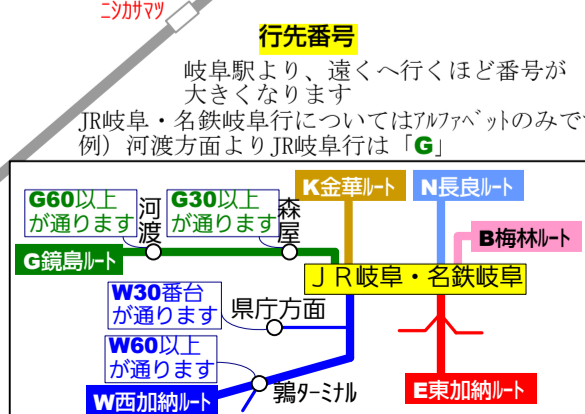 ニシカサマツ
行先番号
岐阜駅より、遠くへ行くほど番号が
大きくなります
JR岐阜・名鉄岐阜行についてはアルファベットのみで
例）河渡方面よりJR岐阜行は「G」
G60以上
が通ります
河渡
G30以上
が通ります
森屋
K金華ルート
N長良ルート
B梅林ルート
G鏡島ルート
ＪＲ岐阜・名鉄岐阜
W30番台
が通ります
県庁方面
W60以上
が通ります
鶉ターミナル
W西加納ルート
E東加納ルート